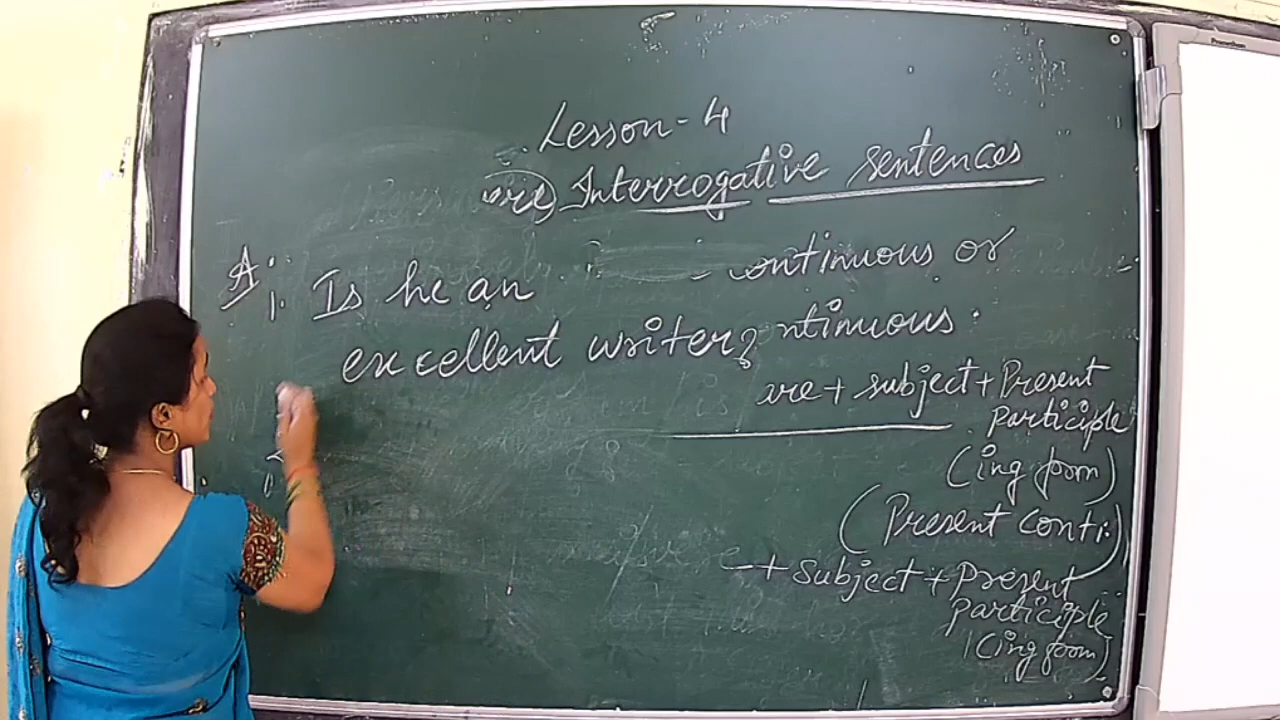 Lesson - 4
Interrogative sentences
A; - continuous or
1. Is he an
excellent writer? ntinuous.
are + subject + Present
Participle
(ing form)
(Present conti:)
+ subject + Present
participle
(ing form)